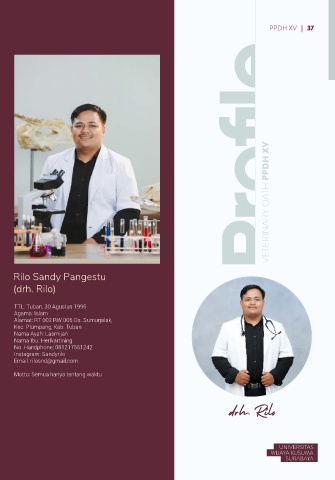 PPDH XV | 37
Profile
VETERINARY OATH PPDH XV
Rilo Sandy Pangestu
(drh. Rilo)
TTL: Tuban, 30 Agustus 1996
Agama: Islam
Alamat: RT 002 RW 006 Ds. Sumurjalak,
Kec. Plumpang, Kab. Tuban
Nama Ayah: Lasmijan
Nama Ibu: Herikartining
No. Handphone: 081217561242
Instagram: Sandyrilo
Email: rilosnd@gmail.com
Motto: Semua hanya tentang waktu
drh. Rilo
UNIVERSITAS
WIJAYA KUSUMA
SURABAYA